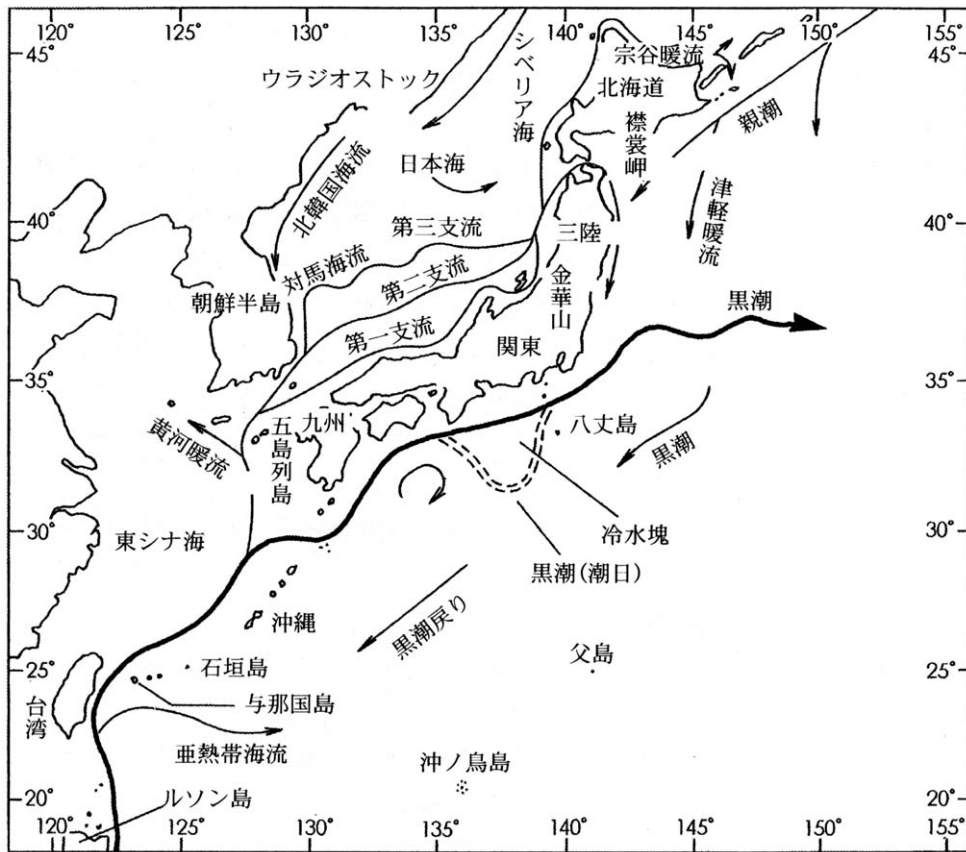 120° 125° 130° 135° 140° 145° 150° 155°
45° 45°
宗谷暖流
ウラジオストック
シベリア海
北海道
親潮
襟裳岬
日本海
北韓国海流
津軽暖流
40° 40°
第三支流
三陸
対馬海流
第二支流
金華山
朝鮮半島
黒潮
第一支流
関東
35° 35°
九州
八丈島
五島列島
黄河暖流
黒潮
30° 30°
東シナ海
冷水塊
黒潮(潮日)
沖縄
黒潮戻り
父島
25° 25°
石垣島
与那国島
台湾
亜熱帯海流
沖ノ鳥島
20° 20°
ルソン島
120° 125° 130° 135° 140° 145° 150° 155°